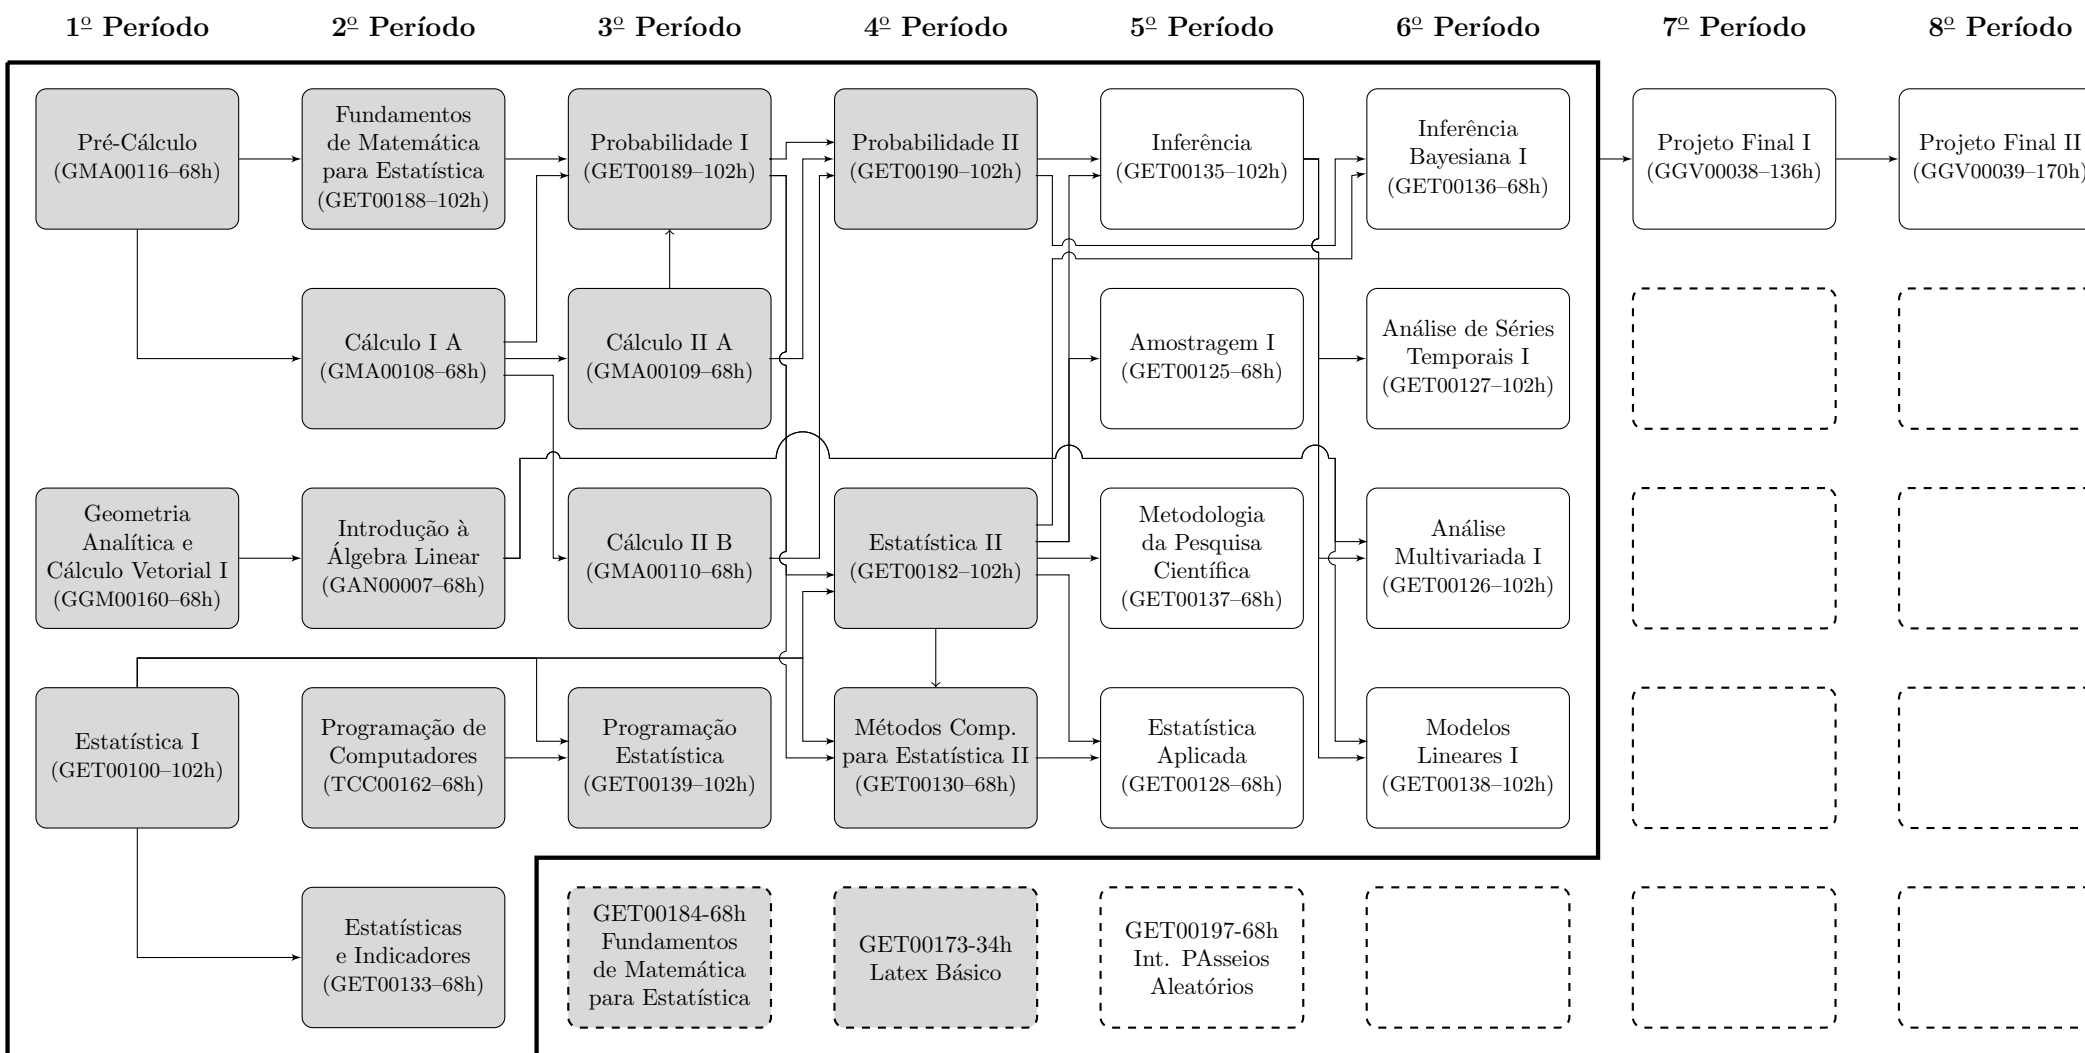 1º Período
2º Período
3º Período
4º Período
5º Período
6º Período
7º Período
8º Período
Pré-Cálculo
(GMA00116–68h)
Fundamentos
de Matemática
para Estatística
(GET00188–102h)
Probabilidade I
(GET00189–102h)
Probabilidade II
(GET00190–102h)
Inferência
(GET00135–102h)
Inferência
Bayesiana I
(GET00136–68h)
Projeto Final I
(GGV00038–136h)
Projeto Final II
(GGV00039–170h)
Cálculo I A
(GMA00108–68h)
Cálculo II A
(GMA00109–68h)
Amostragem I
(GET00125–68h)
Análise de Séries
Temporais I
(GET00127–102h)
Geometria
Analítica e
Cálculo Vetorial I
(GGM00160–68h)
Introdução à
Álgebra Linear
(GAN00007–68h)
Cálculo II B
(GMA00110–68h)
Estatística II
(GET00182–102h)
Metodologia
da Pesquisa
Científica
(GET00137–68h)
Análise
Multivariada I
(GET00126–102h)
Estatística I
(GET00100–102h)
Programação de
Computadores
(TCC00162–68h)
Programação
Estatística
(GET00139–102h)
Métodos Comp.
para Estatística II
(GET00130–68h)
Estatística
Aplicada
(GET00128–68h)
Modelos
Lineares I
(GET00138–102h)
Estatísticas
e Indicadores
(GET00133–68h)
GET00184-68h
Fundamentos
de Matemática
para Estatística
GET00173-34h
Latex Básico
GET00197-68h
Int. PAsseios
Aleatórios